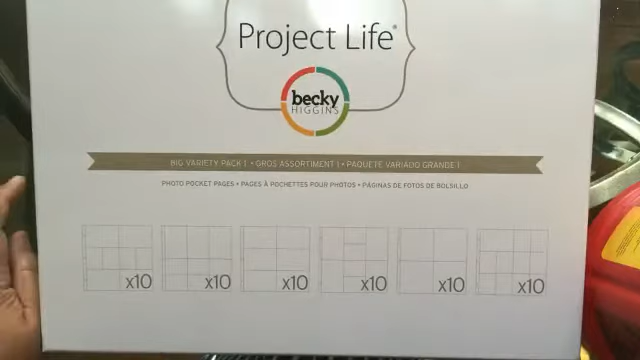 Project Life®
becky
HIGGINS
BIG VARIETY PACK 1 • GROS ASSORTIMENT 1 • PAQUETE VARIADO GRANDE 1
PHOTO POCKET PAGES • PAGES À POCHETTES POUR PHOTOS • PÁGINAS DE FOTOS DE BOLSILLO
x10 x10 x10 x10 x10 x10